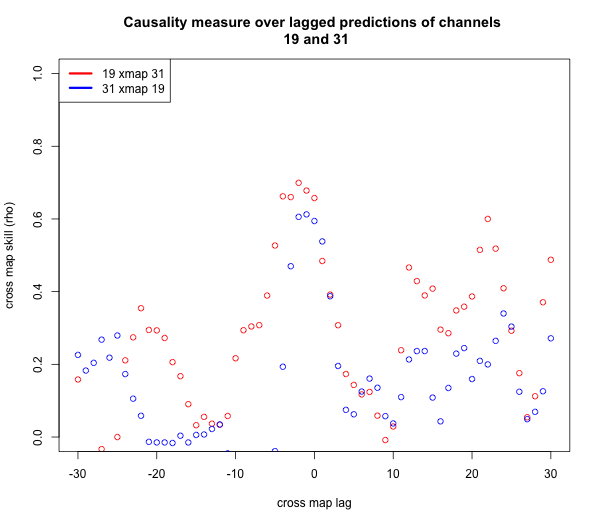 Causality measure over lagged predictions of channels
19 and 31
19 xmap 31
31 xmap 19
cross map skill (rho)
1.0
0.8
0.6
0.4
0.2
0.0
-30 -20 -10 0 10 20 30
cross map lag